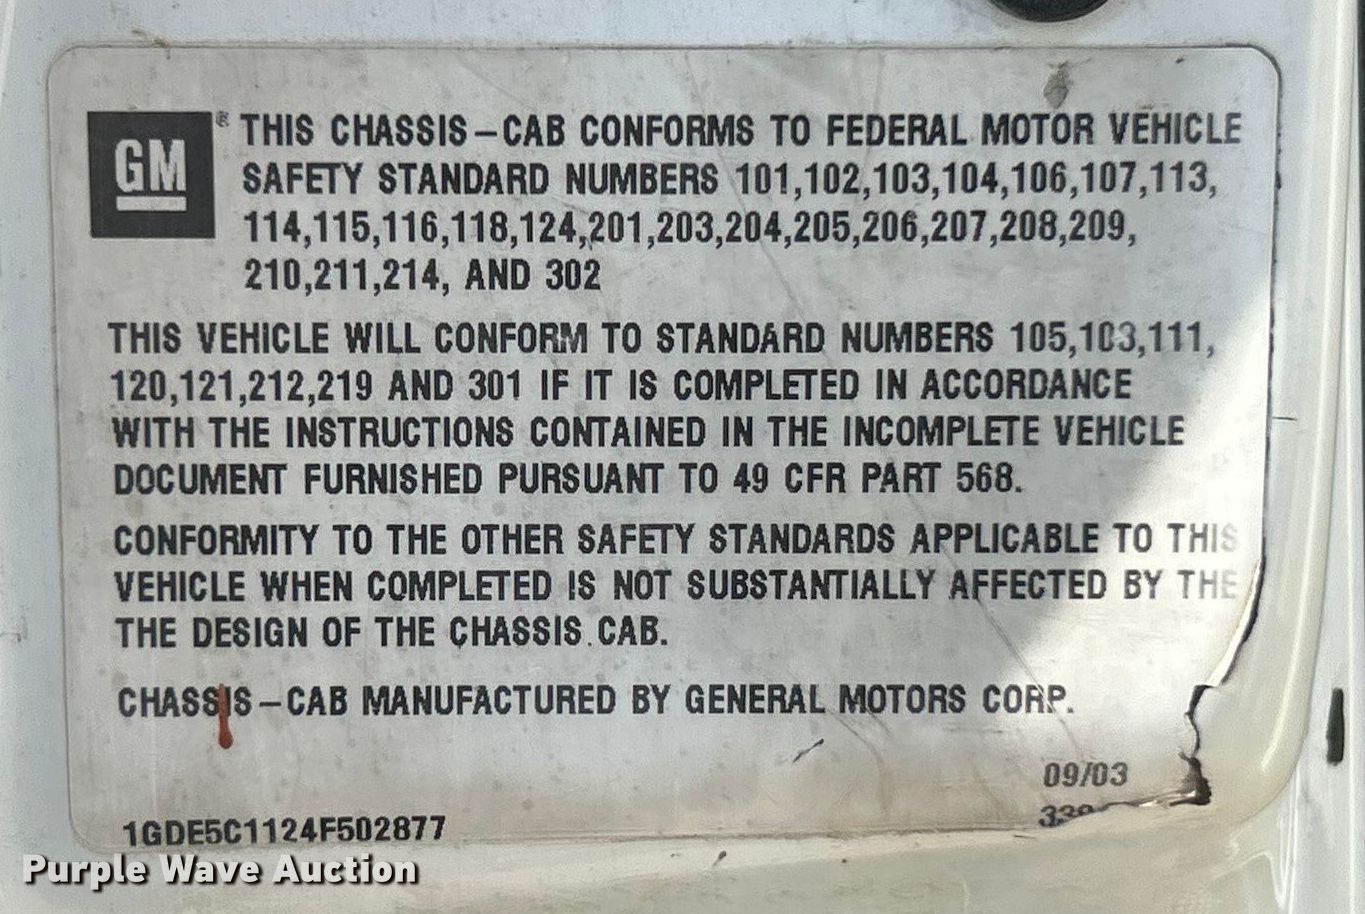 GM
® THIS CHASSIS-CAB CONFORMS TO FEDERAL MOTOR VEHICLE
SAFETY STANDARD NUMBERS 101,102,103,104,106,107,113,
114,115,116,118,124,201,203,204,205,206,207,208,209,
210,211,214, AND 302
THIS VEHICLE WILL CONFORM TO STANDARD NUMBERS 105,103,111,
120,121,212,219 AND 301 IF IT IS COMPLETED IN ACCORDANCE
WITH THE INSTRUCTIONS CONTAINED IN THE INCOMPLETE VEHICLE
DOCUMENT FURNISHED PURSUANT TO 49 CFR PART 568.
CONFORMITY TO THE OTHER SAFETY STANDARDS APPLICABLE TO THIS
VEHICLE WHEN COMPLETED IS NOT SUBSTANTIALLY AFFECTED BY THE
THE DESIGN OF THE CHASSIS CAB.
CHASSIS-CAB MANUFACTURED BY GENERAL MOTORS CORP.
09/03
1GDE5C1124F502877
Purple Wave Auction